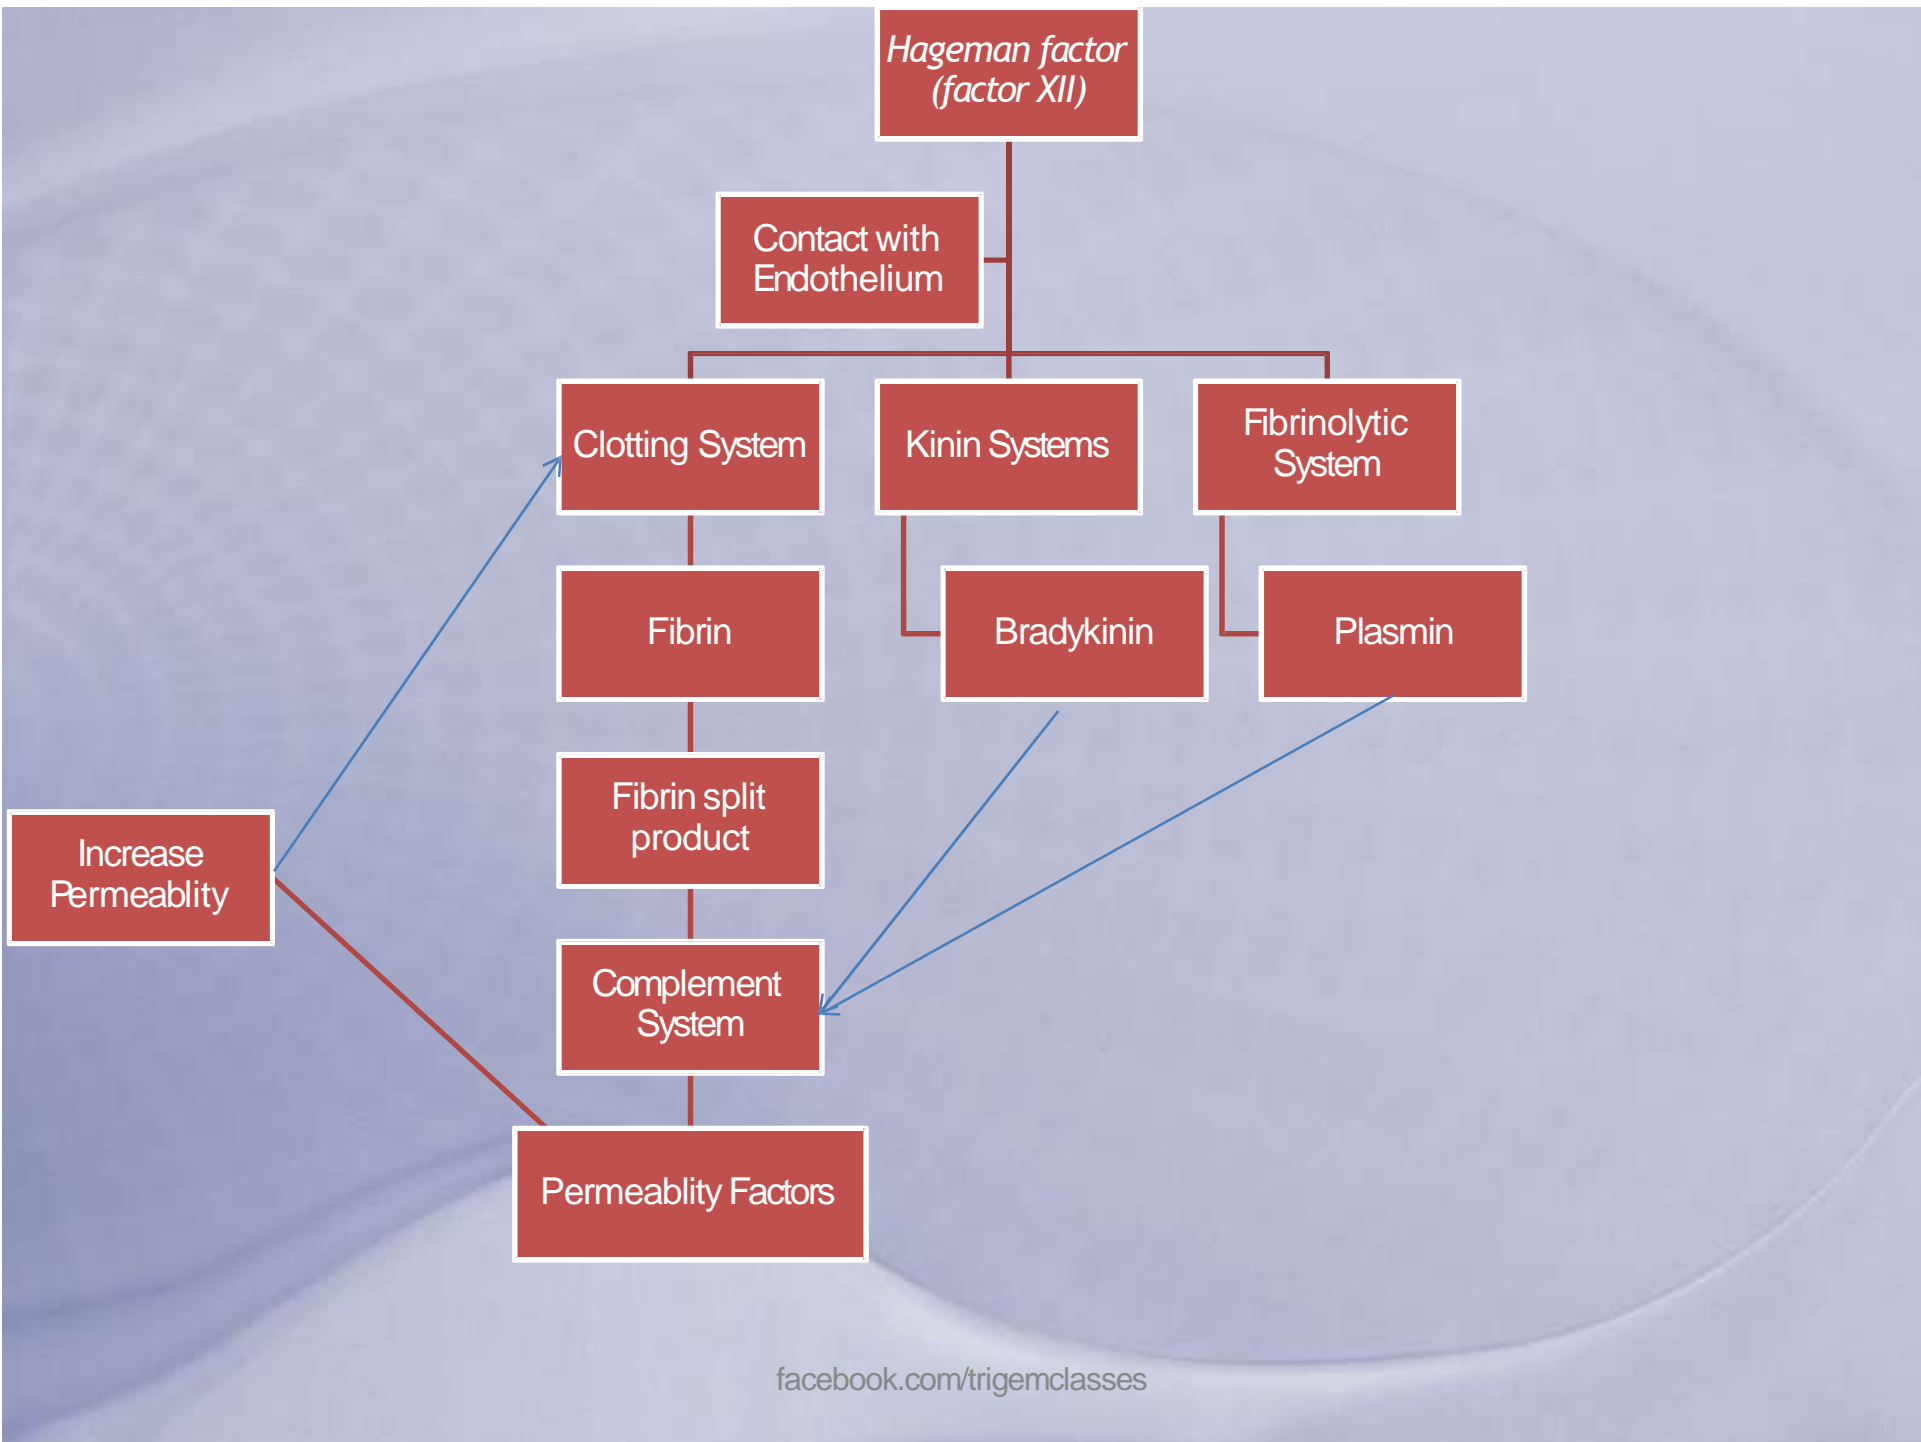 Hageman factor
(factor XII)
Contact with
Endothelium
Clotting System
Kinin Systems
Fibrinolytic
System
Fibrin
Bradykinin
Plasmin
Fibrin split
product
Increase
Permeablity
Complement
System
Permeablity Factors
facebook.com/trigemclasses